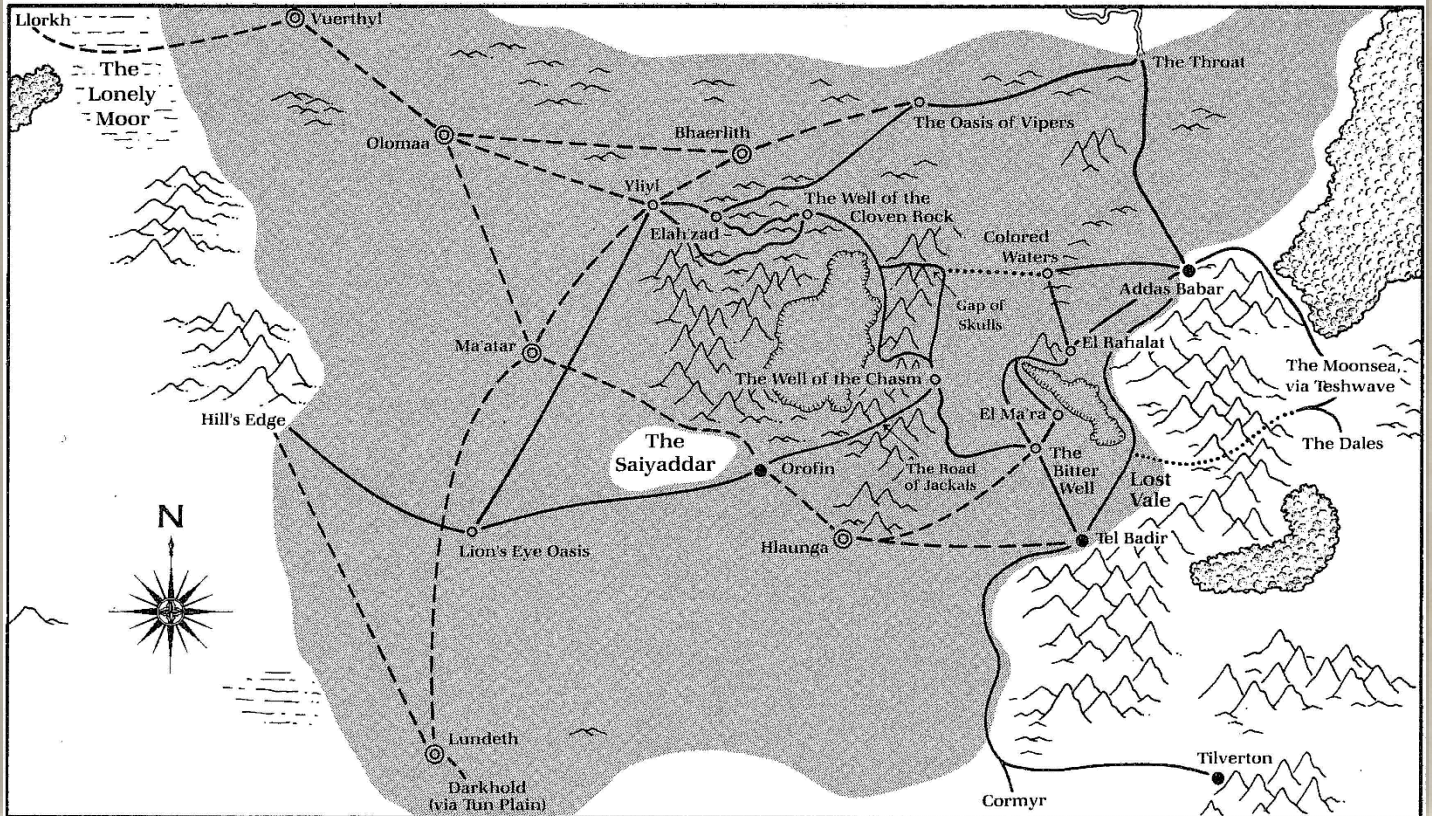 Llorkh
Vuerthyl
The
Lonely
Moor
The Throat
Olomaa
Bhaerlith
The Oasis of Vipers
Yliyl
The Well of the
Cloven Rock
Elah'zad
Colored
Waters
Addas Babar
Gap of
Skulls
El Rahalat
Ma'atar
The Well of the Chasm
The Moonsea,
via Teshwave
Hill's Edge
El Ma'ra
The
Saiyaddar
The Dales
Orofin
The Road
of Jackals
The
Bitter
Well
Lost
Vale
N
Lion's Eye Oasis
Hlaunga
Tel Badir
Lundeth
Darkhold
(via Tun Plain)
Tilverton
Cormyr